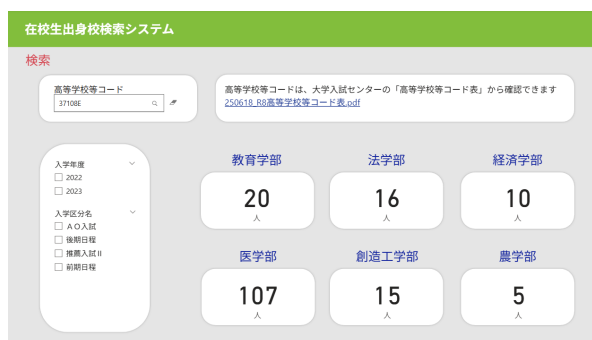 在校生出身校検索システム
検索
高等学校等コード
37108E
高等学校等コードは、大学入試センターの「高等学校等コード表」から確認できます
250618_R8高等学校等コード表.pdf
入学年度
2022
2023
入学区分名
AO入試
後期日程
推薦入試Ⅱ
前期日程
教育学部
20
人
法学部
16
人
経済学部
10
人
医学部
107
人
創造工学部
15
人
農学部
5
人